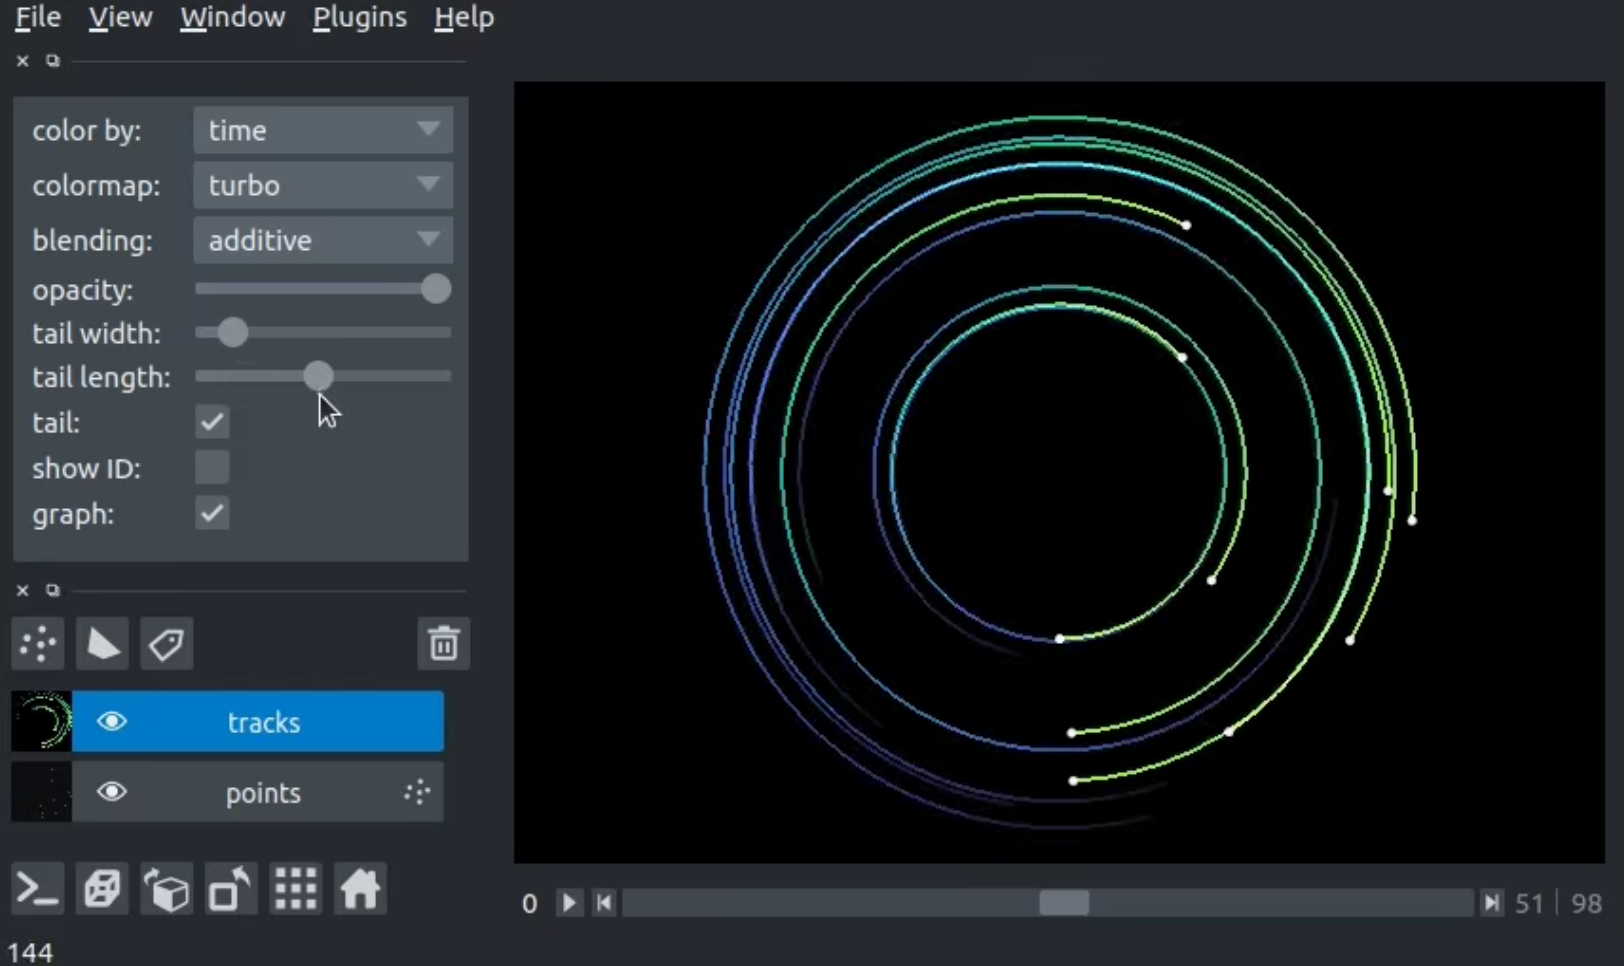 File View Window Plugins Help
color by: time
colormap: turbo
blending: additive
opacity:
tail width:
tail length:
tail:
show ID:
graph:
tracks
points
0 51 98
144